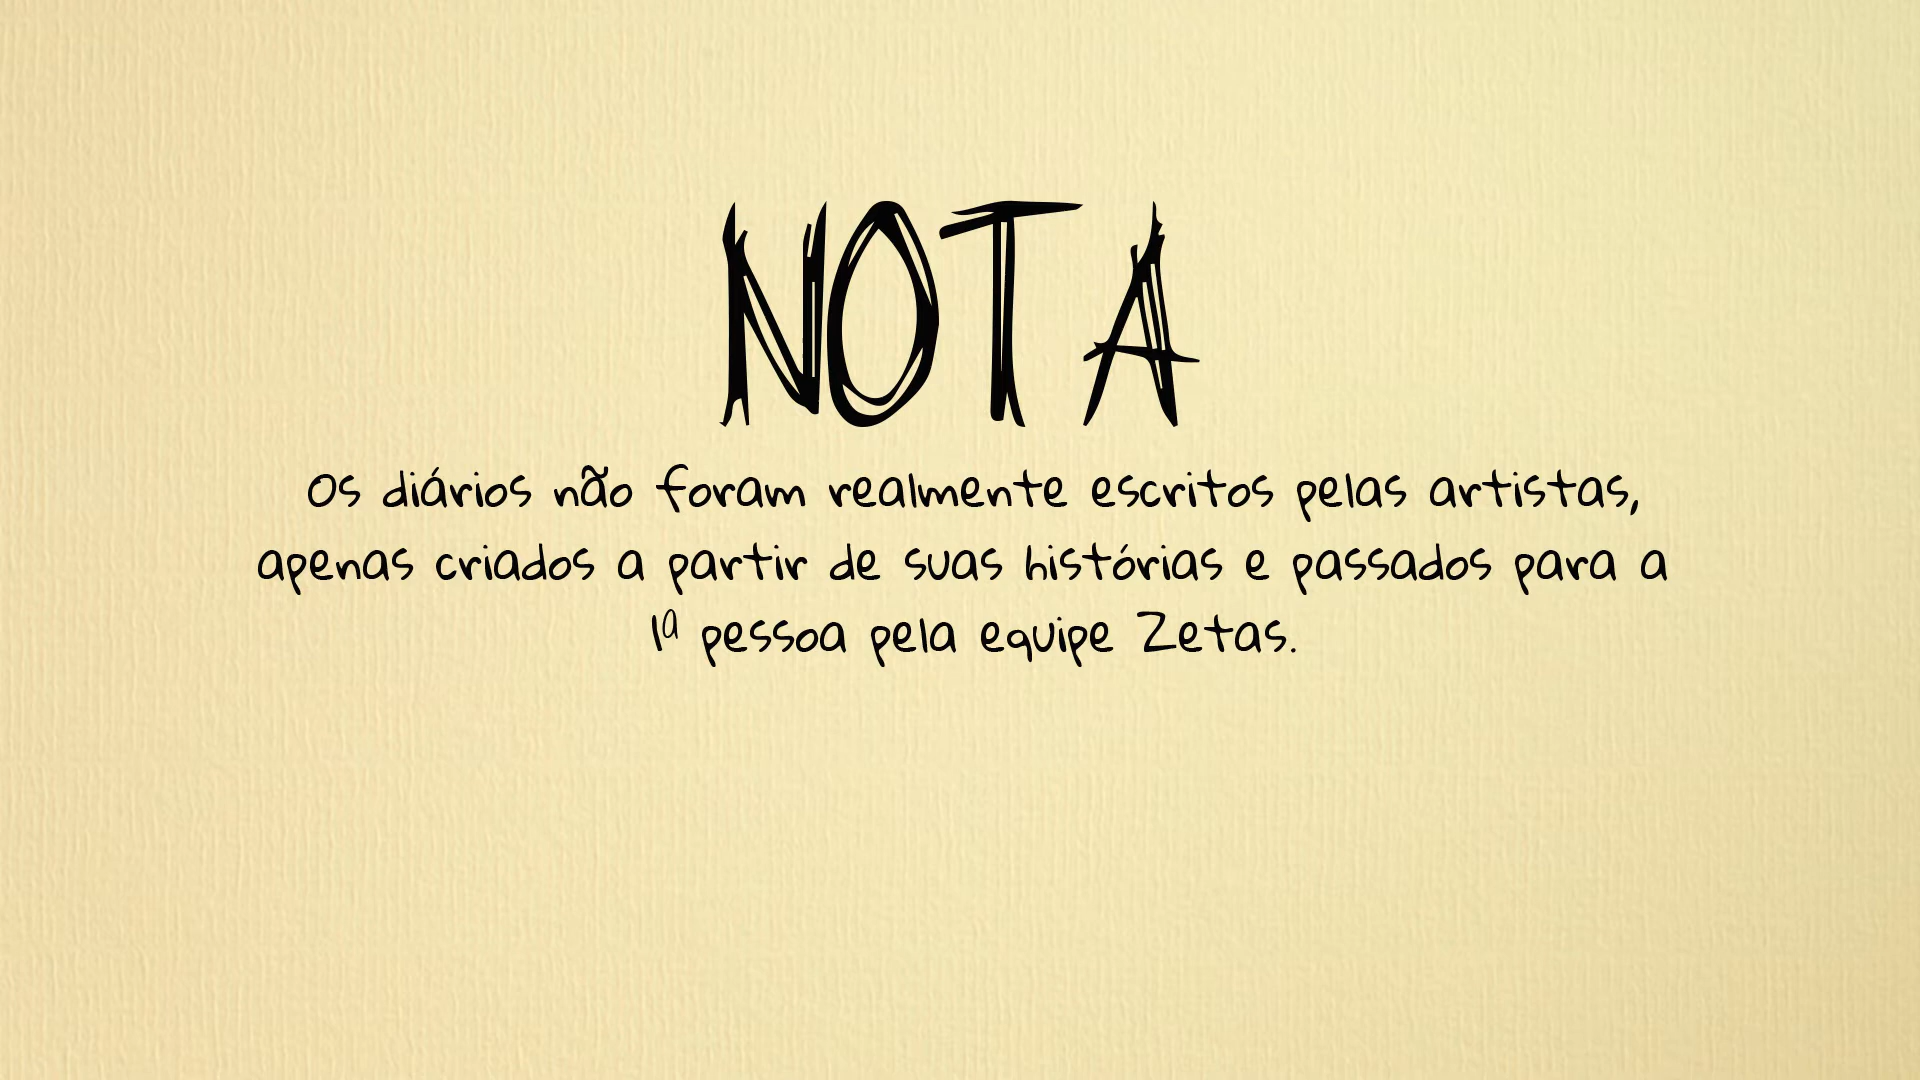 NOTA
Os diários não foram realmente escritos pelas artistas,
apenas criados a partir de suas histórias e passados para a
1ª pessoa pela equipe Zetas.